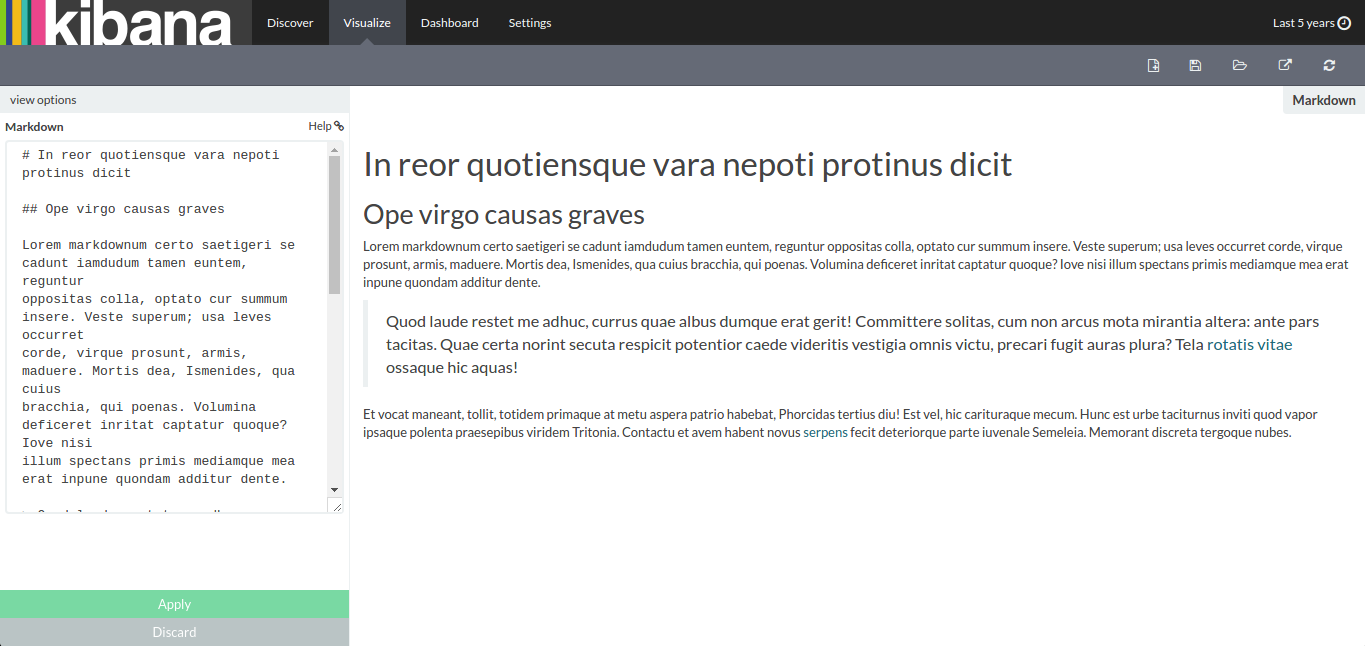 kibana Discover Visualize Dashboard Settings Last 5 years
view options
Markdown
Markdown Help
# In reor quotiensque vara nepoti
protinus dicit
## Ope virgo causas graves
Lorem markdownum certo saetigeri se
cadunt iamdudum tamen euntem,
reguntur
oppositas colla, optato cur summum
insere. Veste superum; usa leves
occurret
corde, virque prosunt, armis,
maduere. Mortis dea, Ismenides, qua
cuius
bracchia, qui poenas. Volumina
deficeret inritat captatur quoque?
Iove nisi
illum spectans primis mediamque mea
erat inpune quondam additur dente.
Apply
Discard
In reor quotiensque vara nepoti protinus dicit
Ope virgo causas graves
Lorem markdownum certo saetigeri se cadunt iamdudum tamen euntem, reguntur oppositas colla, optato cur summum insere. Veste superum; usa leves occurret corde, virque
prosunt, armis, maduere. Mortis dea, Ismenides, qua cuius bracchia, qui poenas. Volumina deficeret inritat captatur quoque? Iove nisi illum spectans primis mediamque mea erat
inpune quondam additur dente.
Quod laude restet me adhuc, currus quae albus dumque erat gerit! Committere solitas, cum non arcus mota mirantia altera: ante pars
tacitas. Quae certa norint secuta respicit potentior caede videritis vestigia omnis victu, precari fugit auras plura? Tela rotatis vitae
ossaque hic aquas!
Et vocat maneant, tollit, totidem primaque at metu aspera patrio habebat, Phorcidas tertius diu! Est vel, hic carituraque mecum. Hunc est urbe taciturnus inviti quod vapor
ipsaque polenta praesepibus viridem Tritonia. Contactu et avem habent novus serpens fecit deteriorque parte iuvenale Semeleia. Memorant discreta tergoque nubes.